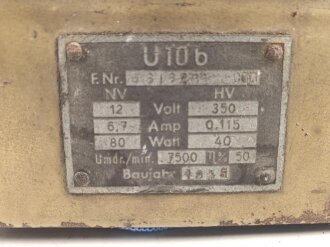 U10b
F. Nr.
NV HV
12 Volt 350
6,7 Amp 0,115
80 Watt 40
Umdr./min. 7500 % 50
Baujahr